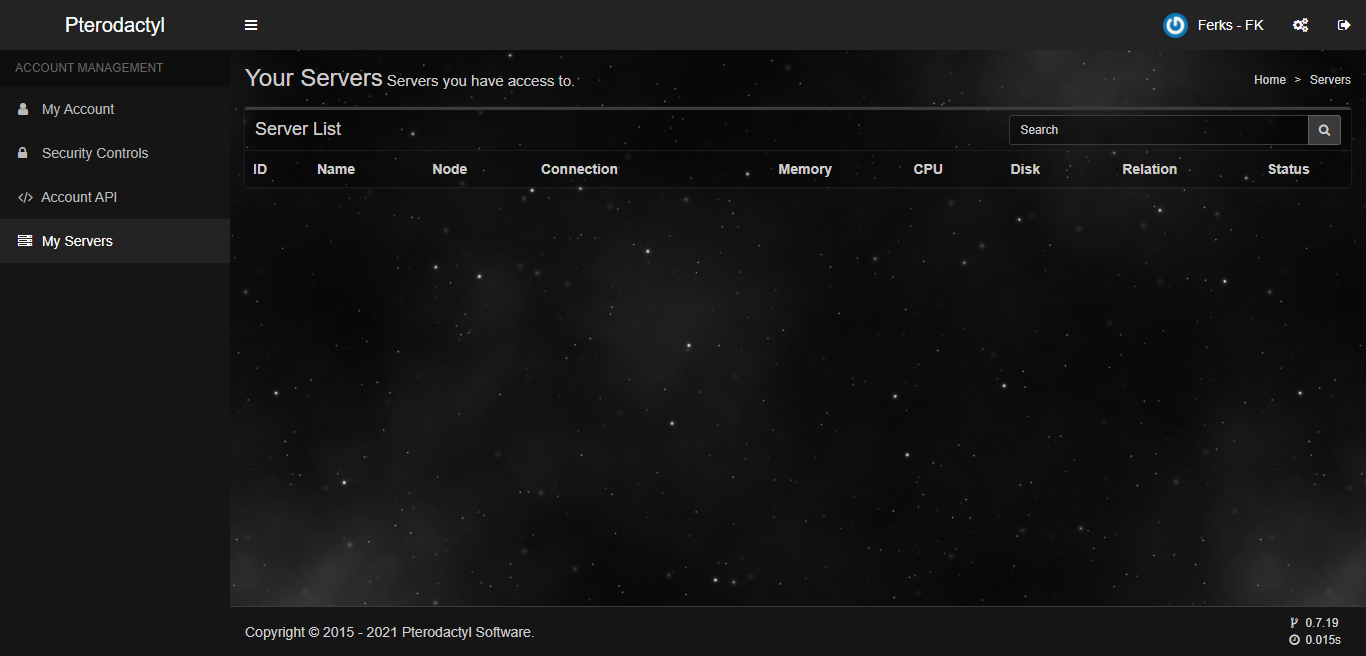 Pterodactyl
Ferks - FK
ACCOUNT MANAGEMENT
My Account
Security Controls
Account API
My Servers
Your Servers Servers you have access to.
Home > Servers
Server List
Search
ID Name Node Connection Memory CPU Disk Relation Status
Copyright © 2015 - 2021 Pterodactyl Software.
0.7.19
0.015s